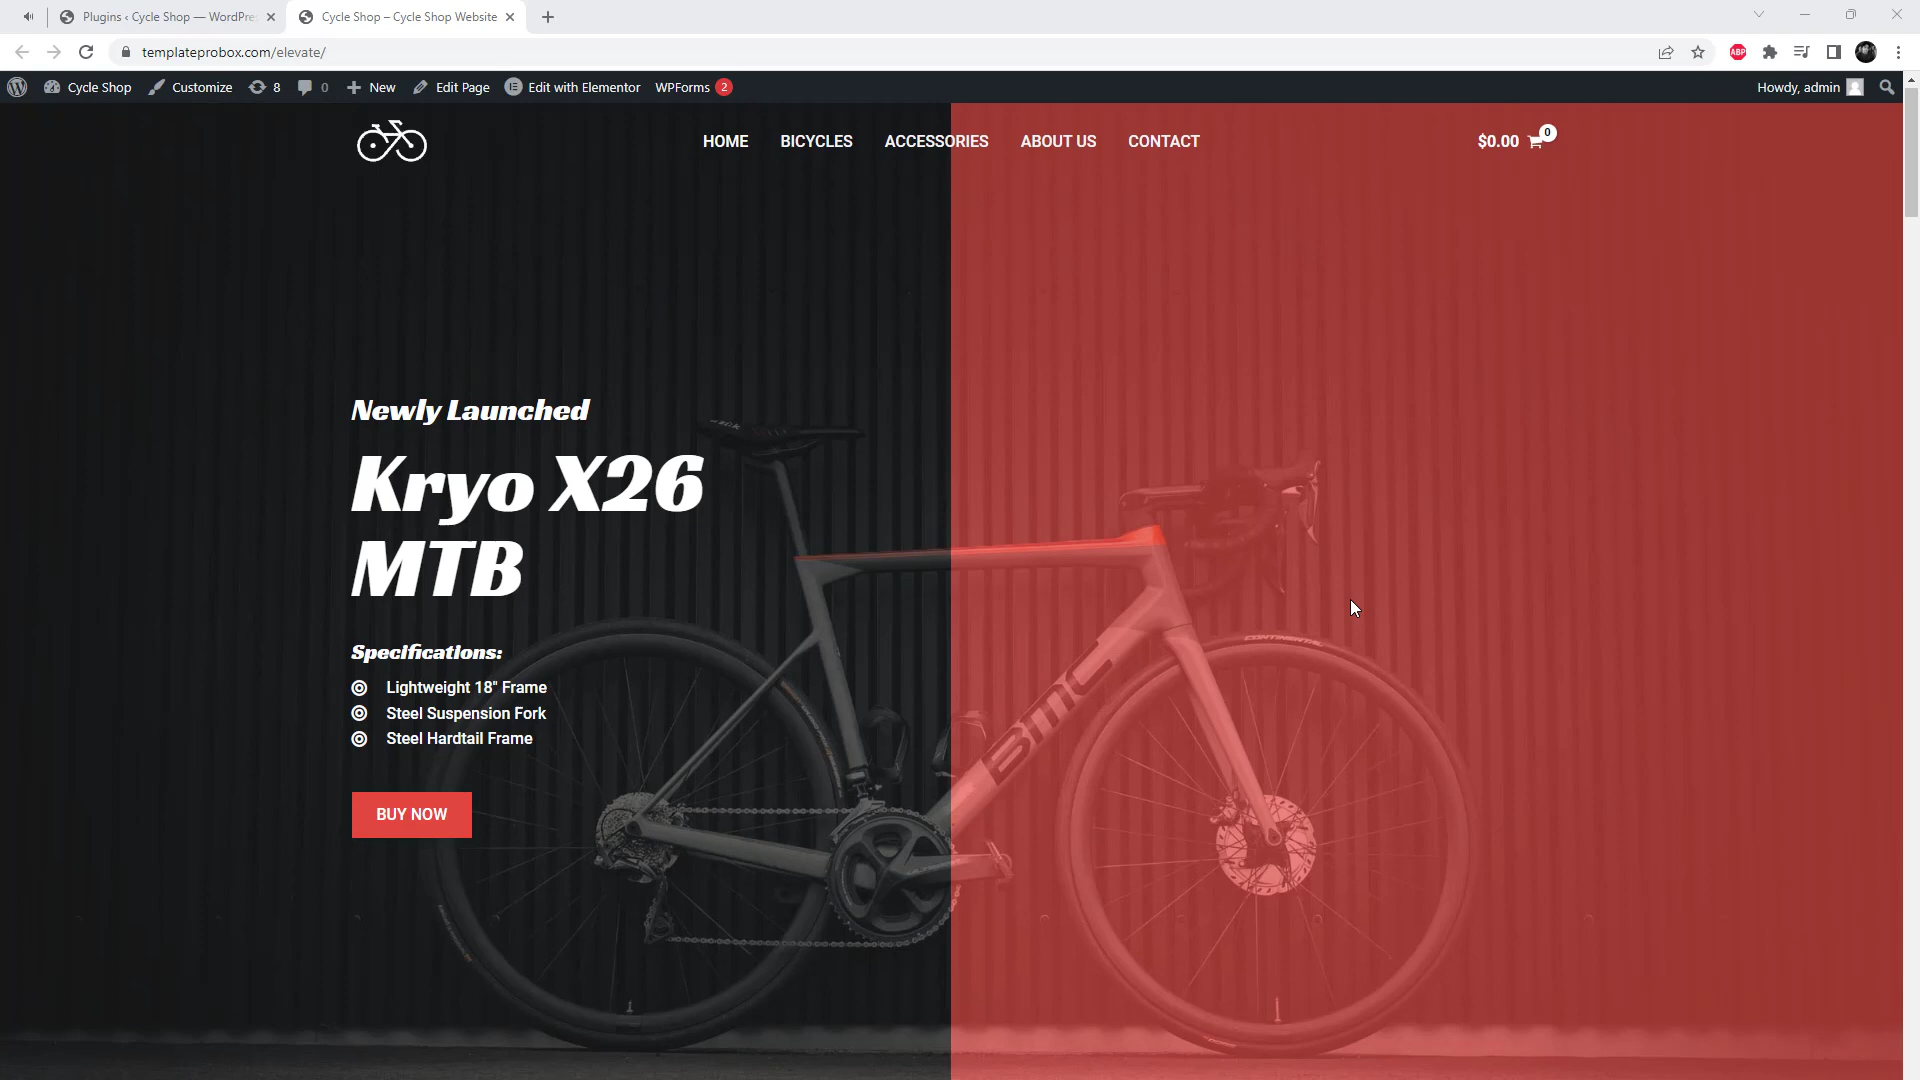 Plugins ‹ Cycle Shop — WordPre
Cycle Shop – Cycle Shop Website
templateprobox.com/elevate/
ABP
Cycle Shop
Customize
8
0
New
Edit Page
Edit with Elementor
WPForms 2
Howdy, admin
HOME
BICYCLES
ACCESSORIES
ABOUT US
CONTACT
$0.00
0
Newly Launched
Kryo X26
MTB
Specifications:
Lightweight 18" Frame
Steel Suspension Fork
Steel Hardtail Frame
BUY NOW
CONTINENTAL